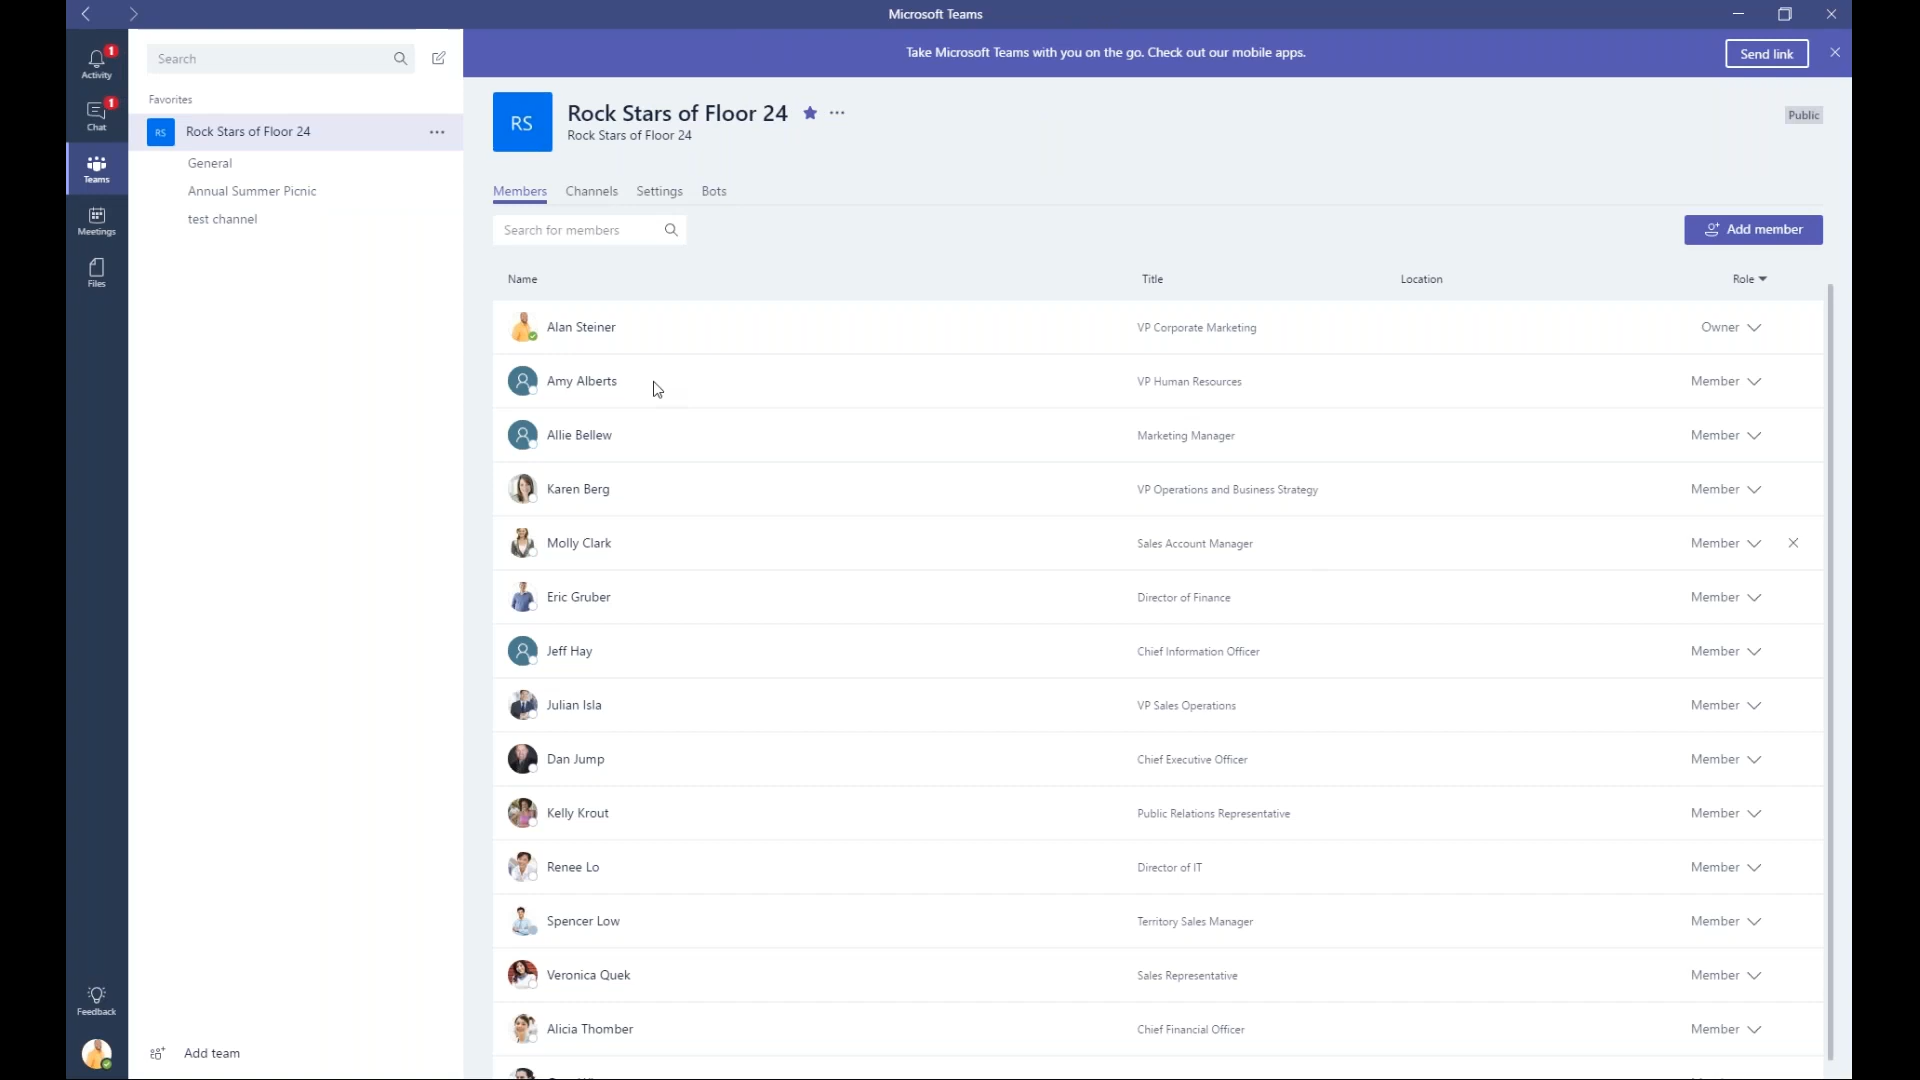 Microsoft Teams
1
Activity
1
Chat
Teams
Meetings
Files
Feedback
Search
Favorites
RS Rock Stars of Floor 24
General
Annual Summer Picnic
test channel
Add team
Take Microsoft Teams with you on the go. Check out our mobile apps.
Send link
RS
Rock Stars of Floor 24
Rock Stars of Floor 24
Public
Members Channels Settings Bots
Search for members
Add member
Name Title Location Role
Alan Steiner VP Corporate Marketing Owner
Amy Alberts VP Human Resources Member
Allie Bellew Marketing Manager Member
Karen Berg VP Operations and Business Strategy Member
Molly Clark Sales Account Manager Member
Eric Gruber Director of Finance Member
Jeff Hay Chief Information Officer Member
Julian Isla VP Sales Operations Member
Dan Jump Chief Executive Officer Member
Kelly Krout Public Relations Representative Member
Renee Lo Director of IT Member
Spencer Low Territory Sales Manager Member
Veronica Quek Sales Representative Member
Alicia Thomber Chief Financial Officer Member